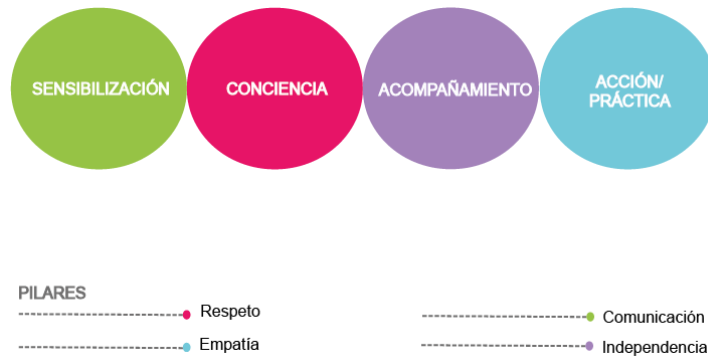 SENSIBILIZACIÓN
CONCIENCIA
ACOMPAÑAMIENTO
ACCIÓN/
PRÁCTICA
PILARES
Respeto
Empatía
Comunicación
Independencia